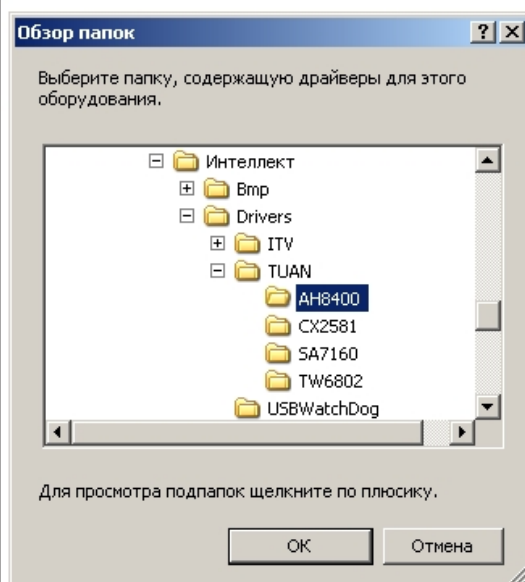 Обзор папок
Выберите папку, содержащую драйверы для этого
оборудования.
Интеллект
Bmp
Drivers
ITV
TUAN
AH8400
CX2581
SA7160
TW6802
USBWatchDog
Для просмотра подпапок щелкните по плюсику.
ОК
Отмена